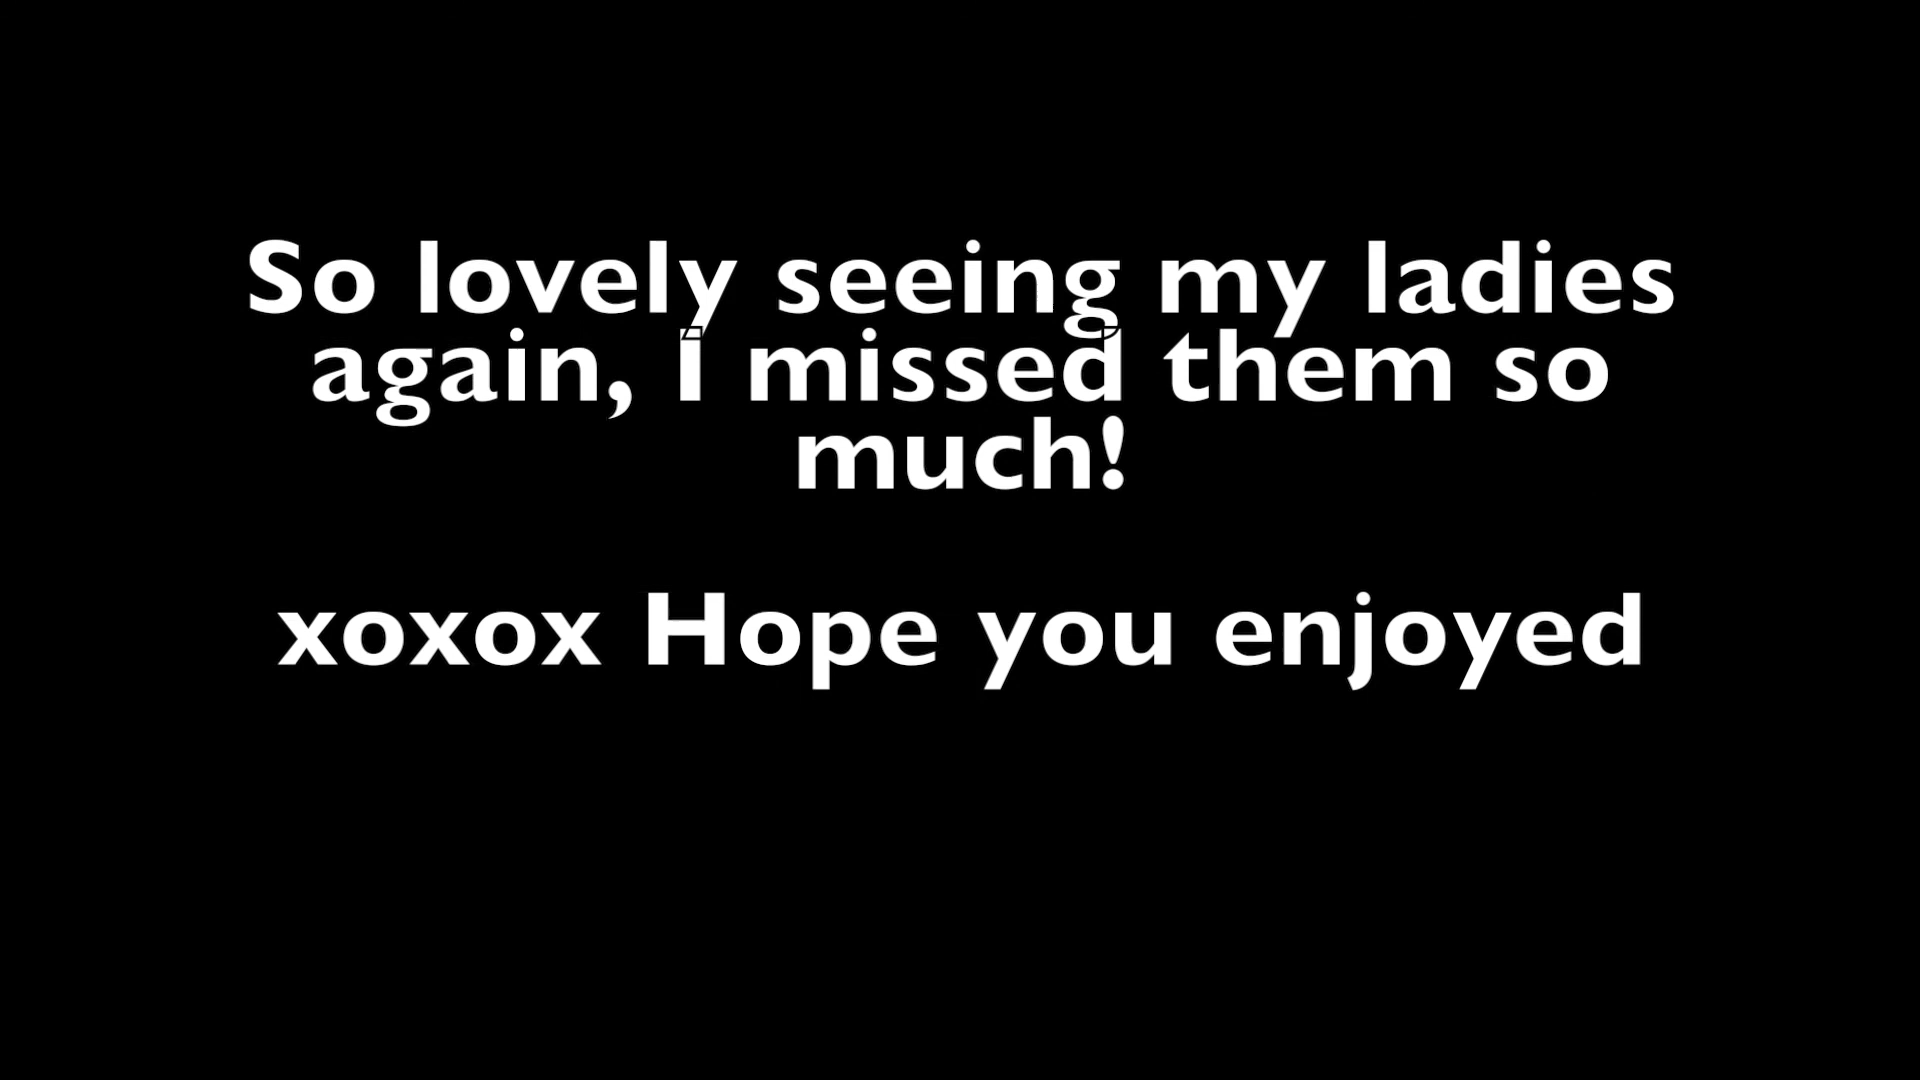 So lovely seeing my ladies
again, I missed them so
much!
xoxox Hope you enjoyed